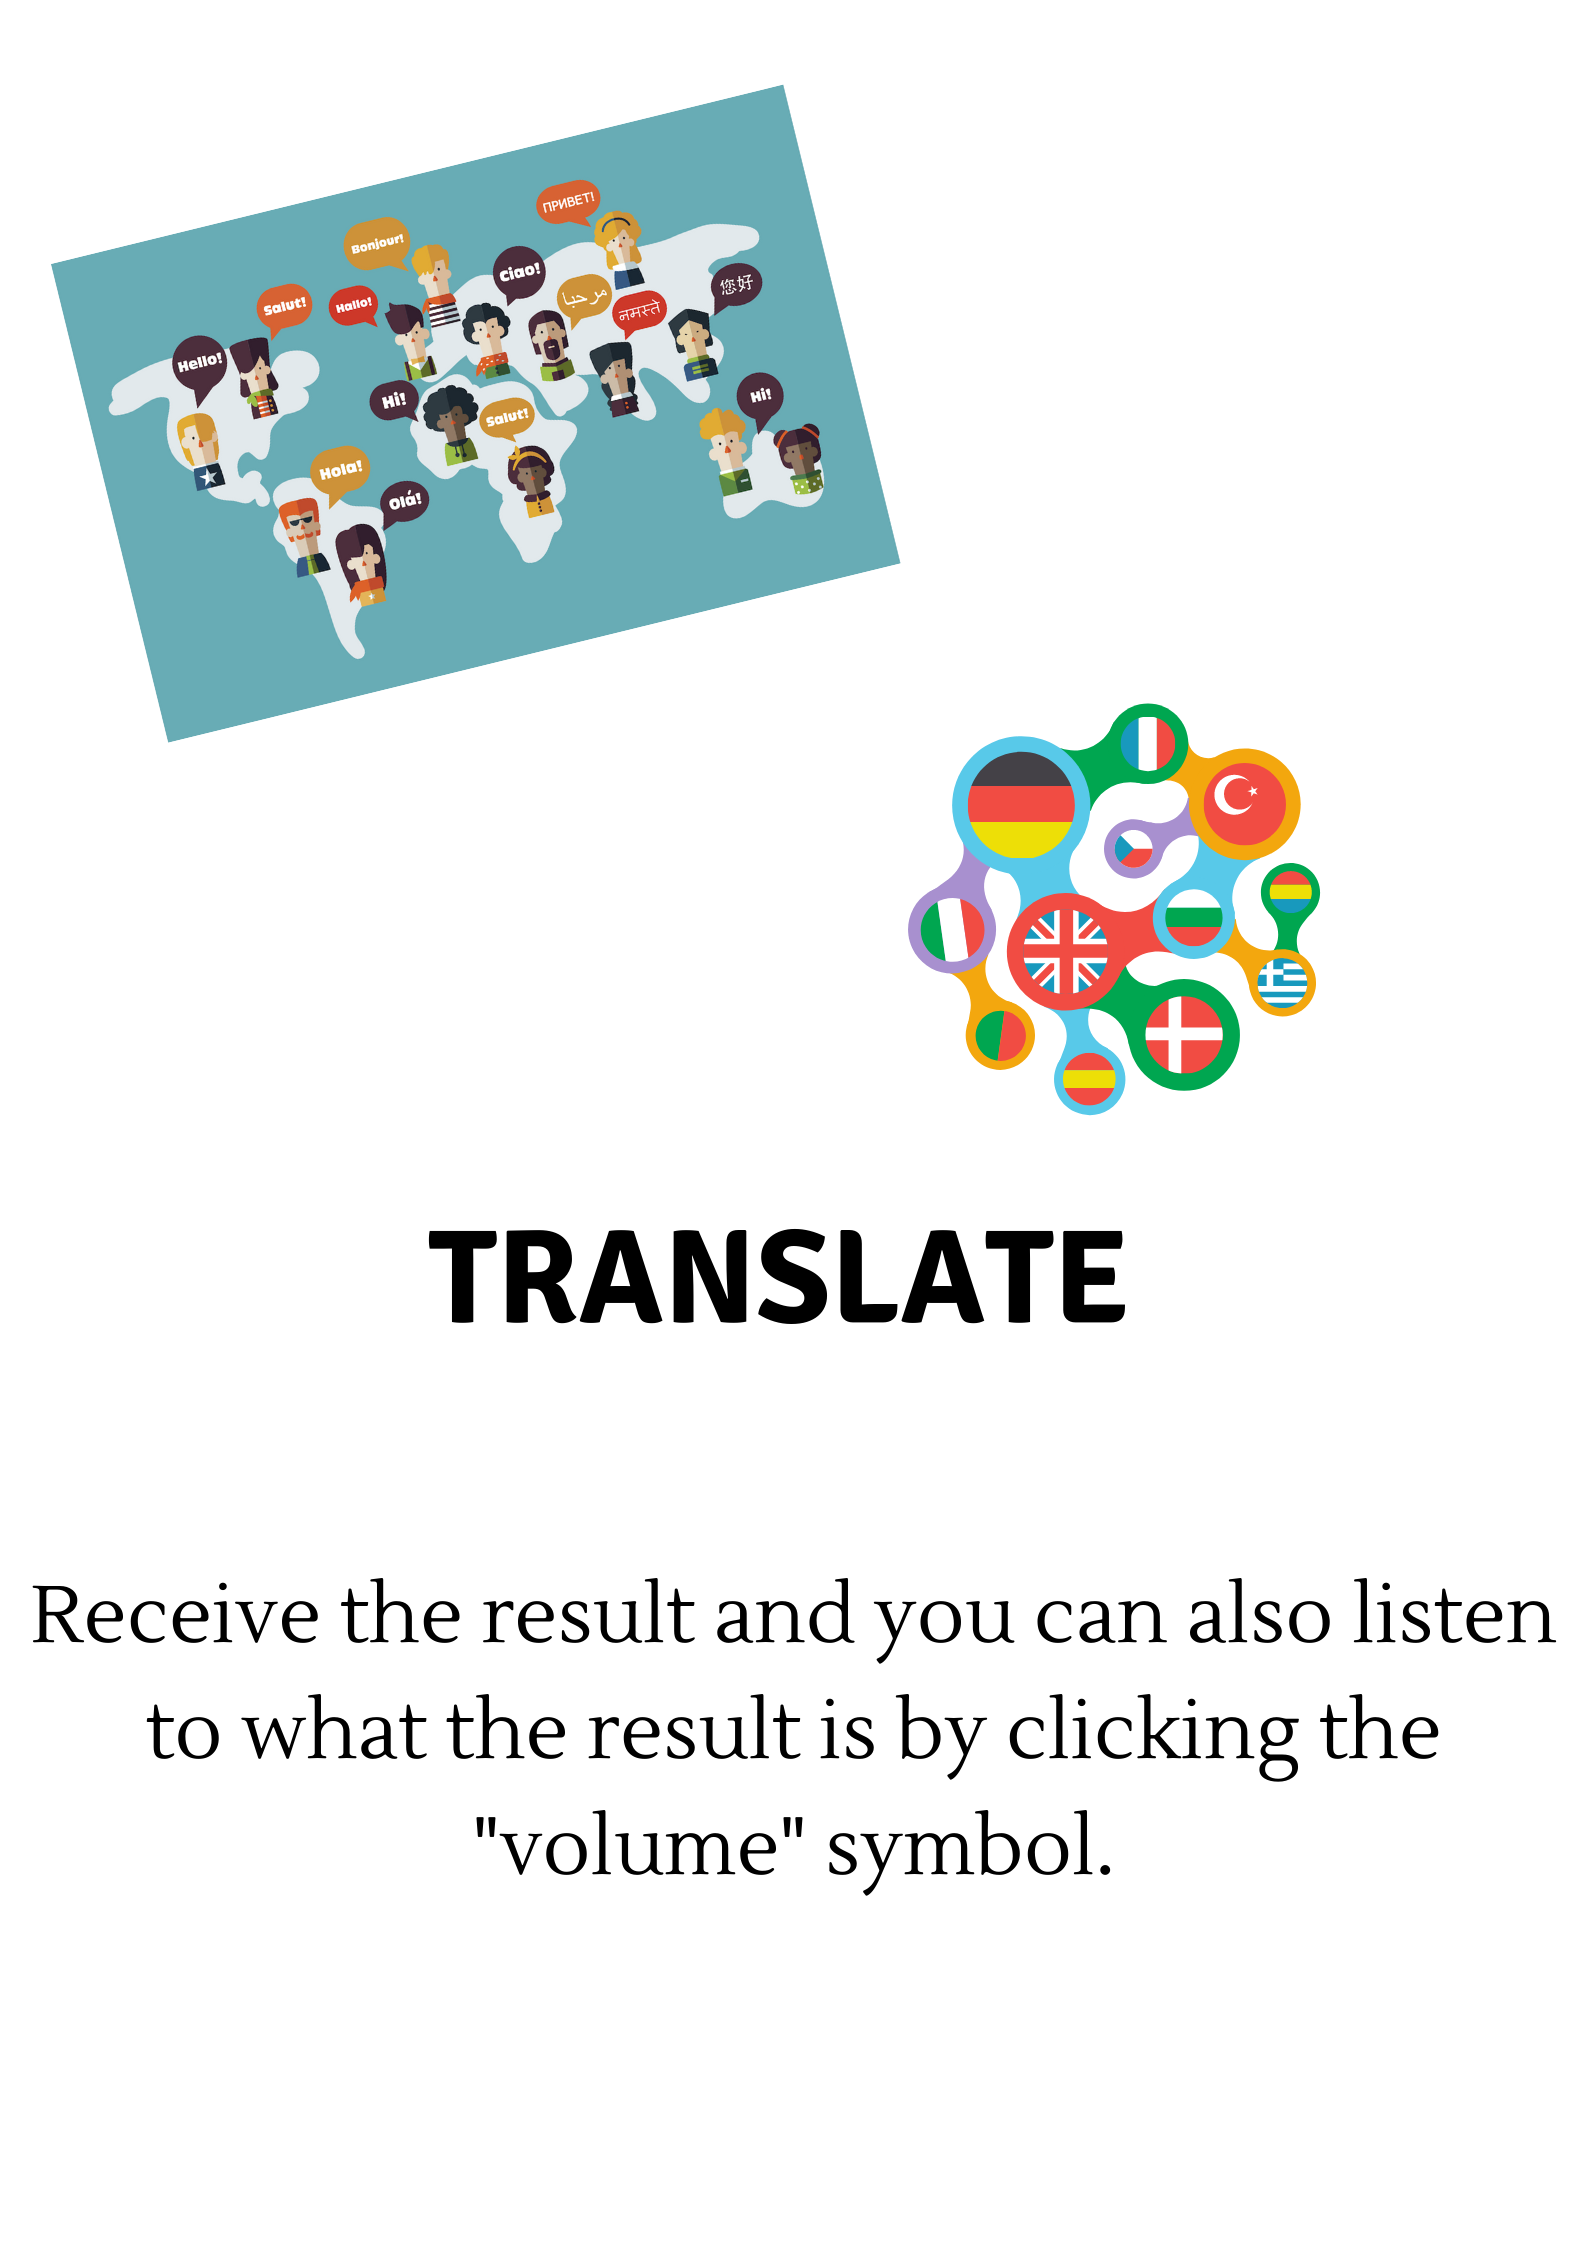 ПРИВЕТ!
Bonjour!
Ciao!
您好
Salut!
Hallo!
مرحبا
नमस्ते
Hello!
Hi!
Salut!
Hi!
Hola!
Olá!
TRANSLATE
Receive the result and you can also listen
to what the result is by clicking the
"volume" symbol.